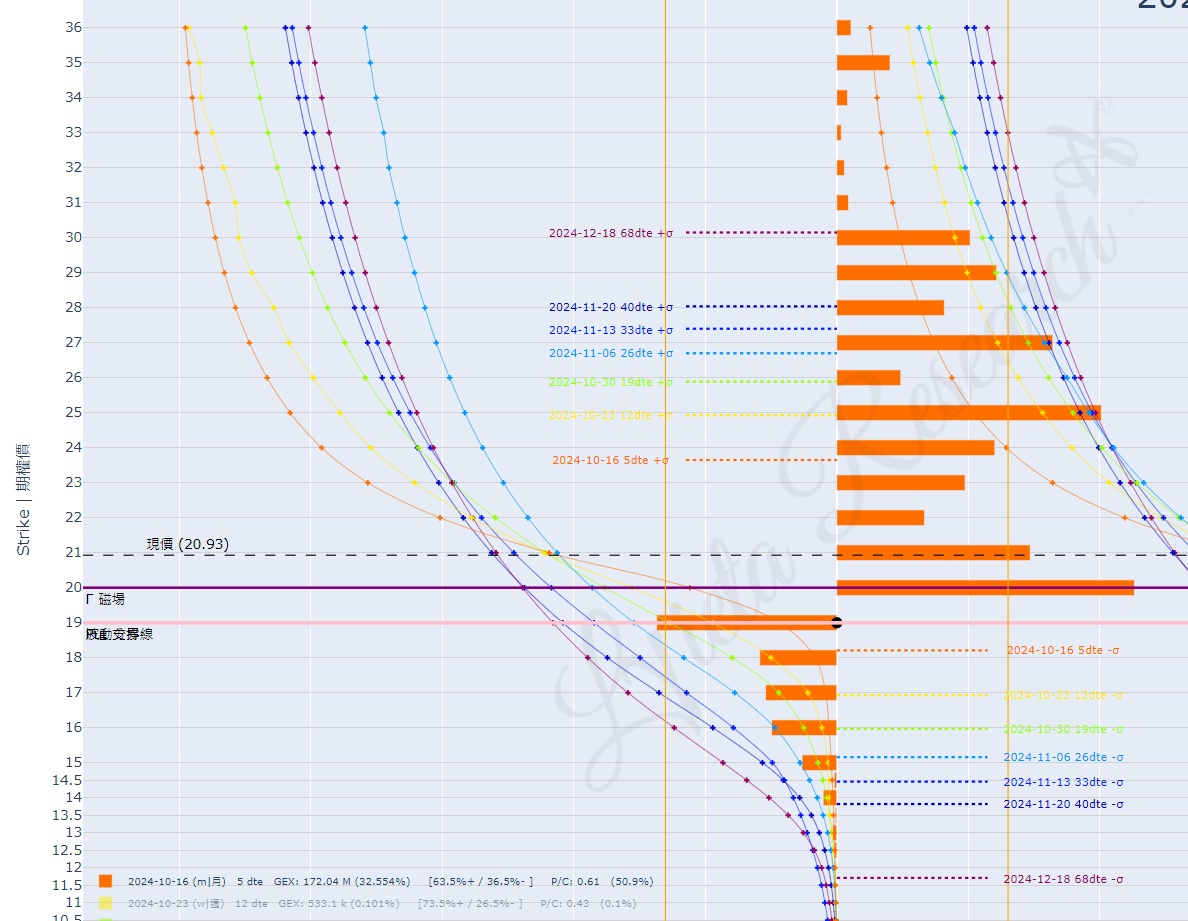 202
36
35
34
33
32
31
30
2024-12-18 68dte +σ
29
28
2024-11-20 40dte +σ
2024-11-13 33dte +σ
27
2024-11-06 26dte +σ
26
2024-10-30 19dte +σ
25
2024-10-23 12dte +σ
24
2024-10-16 5dte +σ
23
22
Strike | 期權價
現價 (20.93)
21
20
Γ 磁場
19
18
2024-10-16 5dte -σ
17
2024-10-23 12dte -σ
16
2024-10-30 19dte -σ
15
2024-11-06 26dte -σ
14.5
2024-11-13 33dte -σ
14
2024-11-20 40dte -σ
13.5
13
12.5
12
2024-12-18 68dte -σ
11.5
11
10.5
2024-10-16 (m|月) 5 dte GEX: 172.04 M (32.554%) [63.5%+ / 36.5%- ] P/C: 0.61 (50.9%)
2024-10-23 (w|週) 12 dte GEX: 533.1 k (0.101%) [73.5%+ / 26.5%- ] P/C: 0.43 (0.1%)
Research